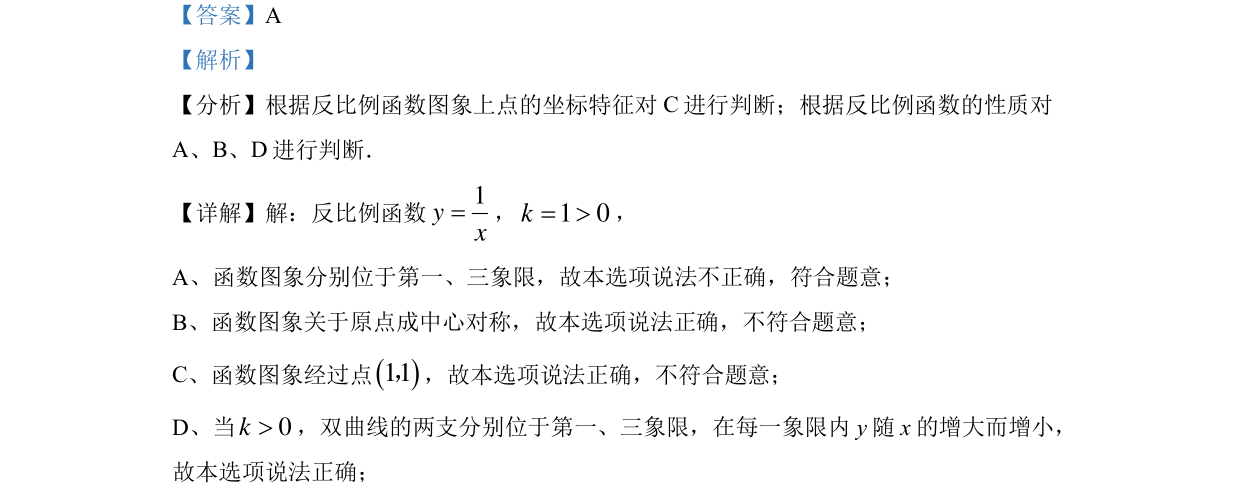 【答案】A
【解析】
【分析】根据反比例函数图象上点的坐标特征对 C 进行判断；根据反比例函数的性质对
A、B、D 进行判断．
【详解】解：反比例函数 y = 1/x ，k = 1 > 0 ，
A、函数图象分别位于第一、三象限，故本选项说法不正确，符合题意；
B、函数图象关于原点成中心对称，故本选项说法正确，不符合题意；
C、函数图象经过点 (1,1) ，故本选项说法正确，不符合题意；
D、当 k > 0 ，双曲线的两支分别位于第一、三象限，在每一象限内 y 随 x 的增大而增小，
故本选项说法正确；